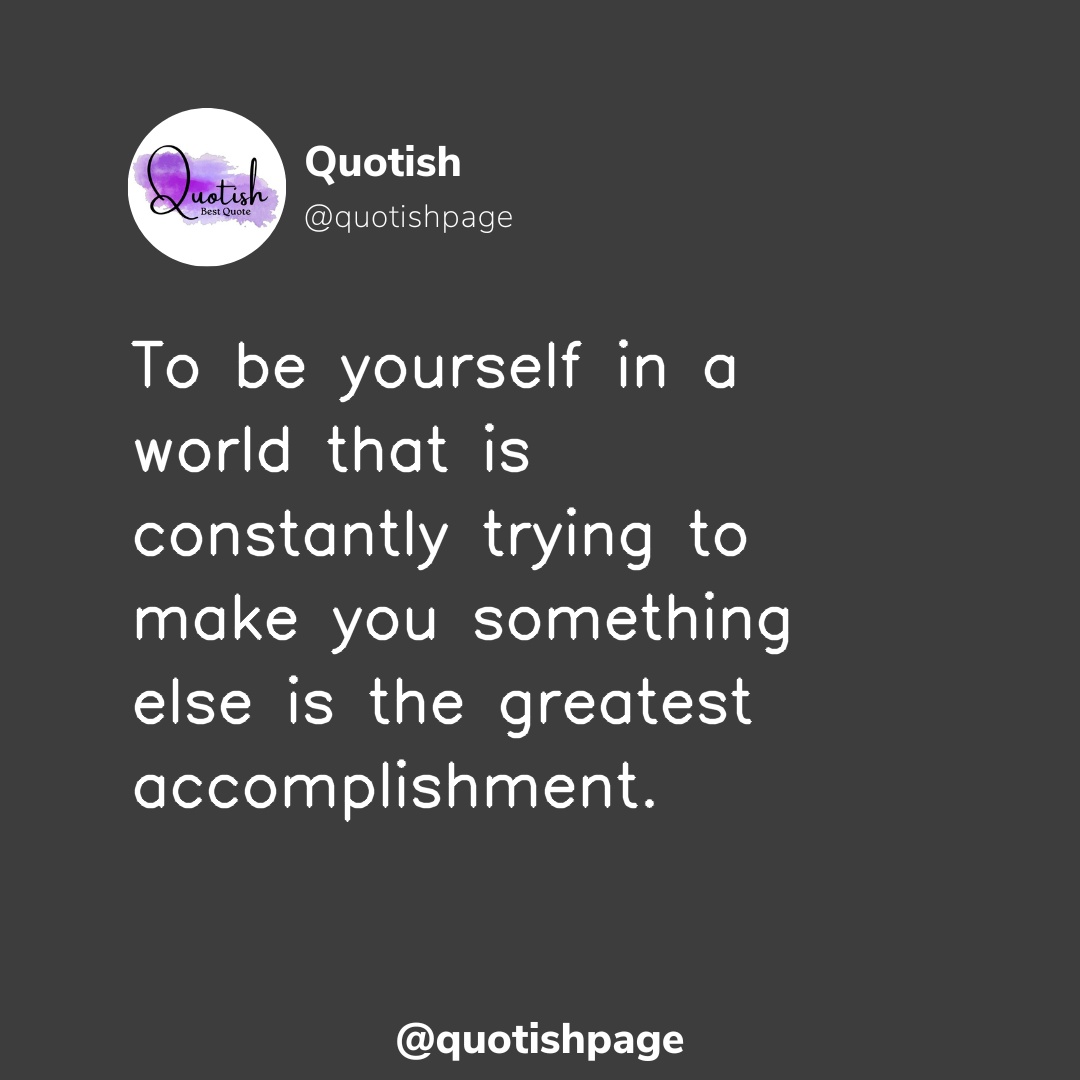 Quotish
Best Quote
Quotish
@quotishpage
To be yourself in a
world that is
constantly trying to
make you something
else is the greatest
accomplishment.
@quotishpage